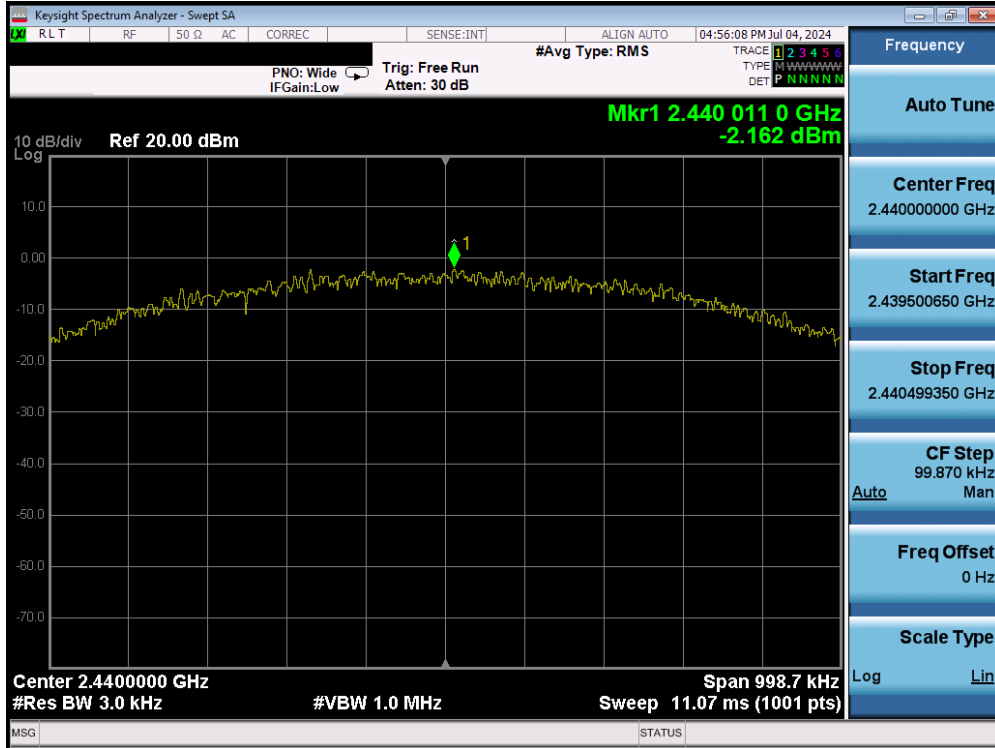 Keysight Spectrum Analyzer - Swept SA
LXI RLT RF 50 Ω AC CORREC SENSE:INT ALIGN AUTO 04:56:08 PM Jul 04, 2024
PNO: Wide
IFGain:Low
Trig: Free Run
Atten: 30 dB
#Avg Type: RMS
TRACE 1 2 3 4 5 6
TYPE M WWWWW
DET P N N N N N
Mkr1 2.440 011 0 GHz
-2.162 dBm
10 dB/div Ref 20.00 dBm
Log
10.0
1
0.00
-10.0
-20.0
-30.0
-40.0
-50.0
-60.0
-70.0
Center 2.4400000 GHz Span 998.7 kHz
#Res BW 3.0 kHz #VBW 1.0 MHz Sweep 11.07 ms (1001 pts)
MSG STATUS
Frequency
Auto Tune
Center Freq
2.440000000 GHz
Start Freq
2.439500650 GHz
Stop Freq
2.440499350 GHz
CF Step
99.870 kHz
Auto Man
Freq Offset
0 Hz
Scale Type
Log Lin